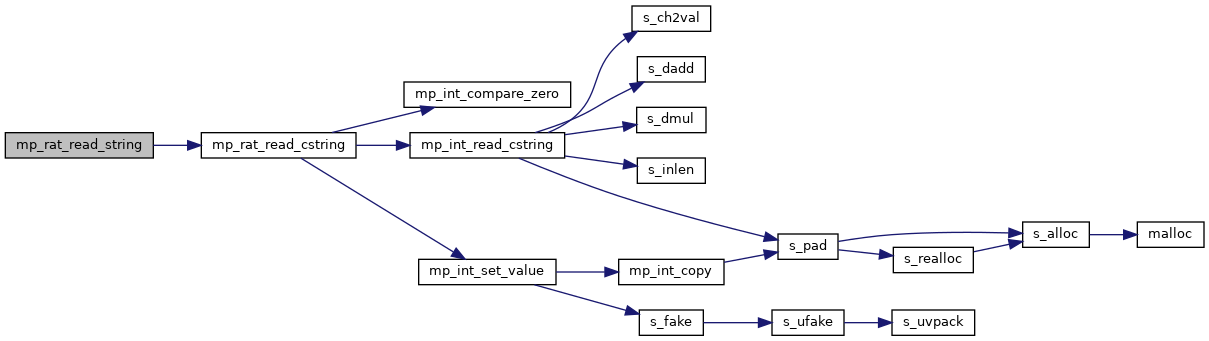 mp_rat_read_string
mp_rat_read_cstring
mp_int_compare_zero
mp_int_read_cstring
mp_int_set_value
s_ch2val
s_dadd
s_dmul
s_inlen
mp_int_copy
s_fake
s_pad
s_ufake
s_realloc
s_uvpack
s_alloc
malloc